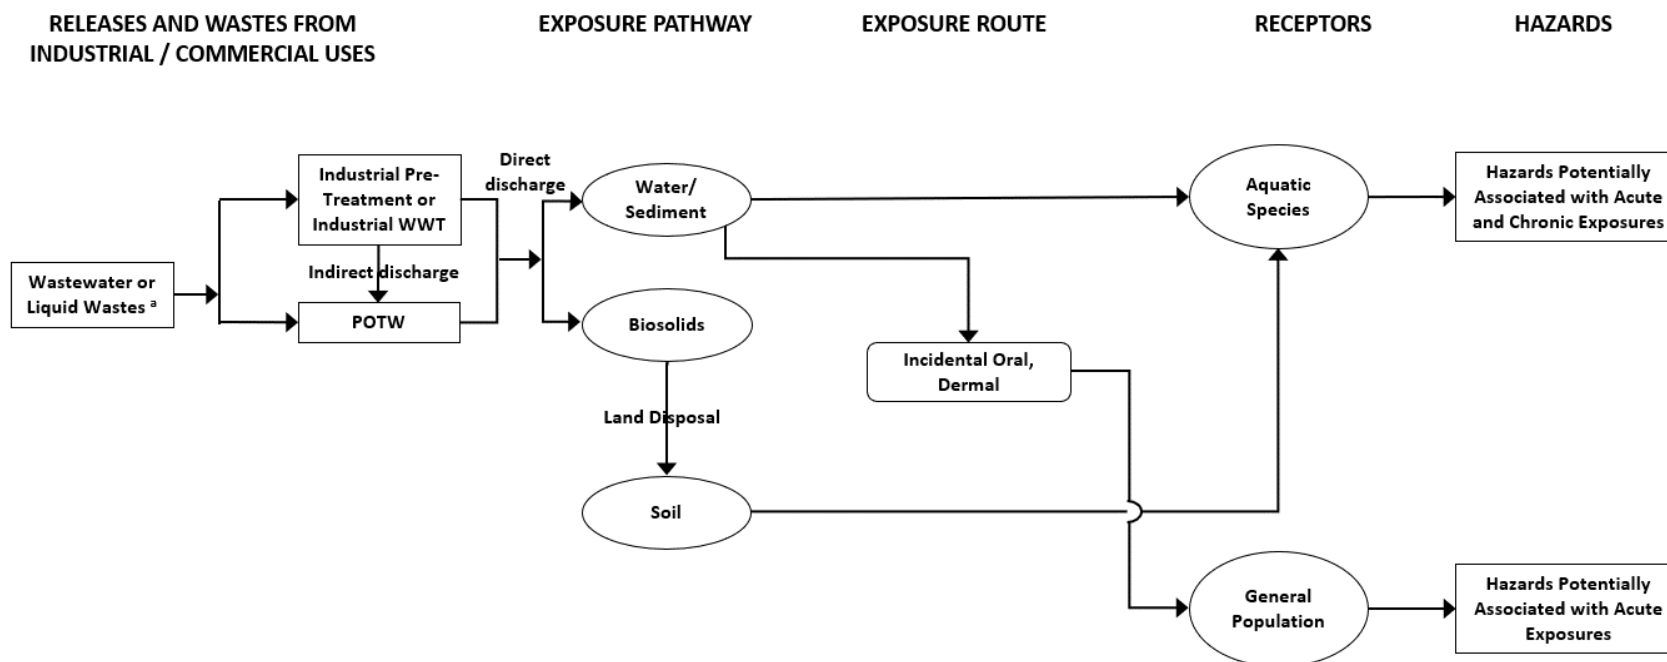 RELEASES AND WASTES FROM
INDUSTRIAL / COMMERCIAL USES
EXPOSURE PATHWAY
EXPOSURE ROUTE
RECEPTORS
HAZARDS
Wastewater or
Liquid Wastes ᵃ
Industrial Pre-
Treatment or
Industrial WWT
Indirect discharge
POTW
Direct
discharge
Water/
Sediment
Biosolids
Land Disposal
Soil
Incidental Oral,
Dermal
Aquatic
Species
General
Population
Hazards Potentially
Associated with Acute
and Chronic Exposures
Hazards Potentially
Associated with Acute
Exposures